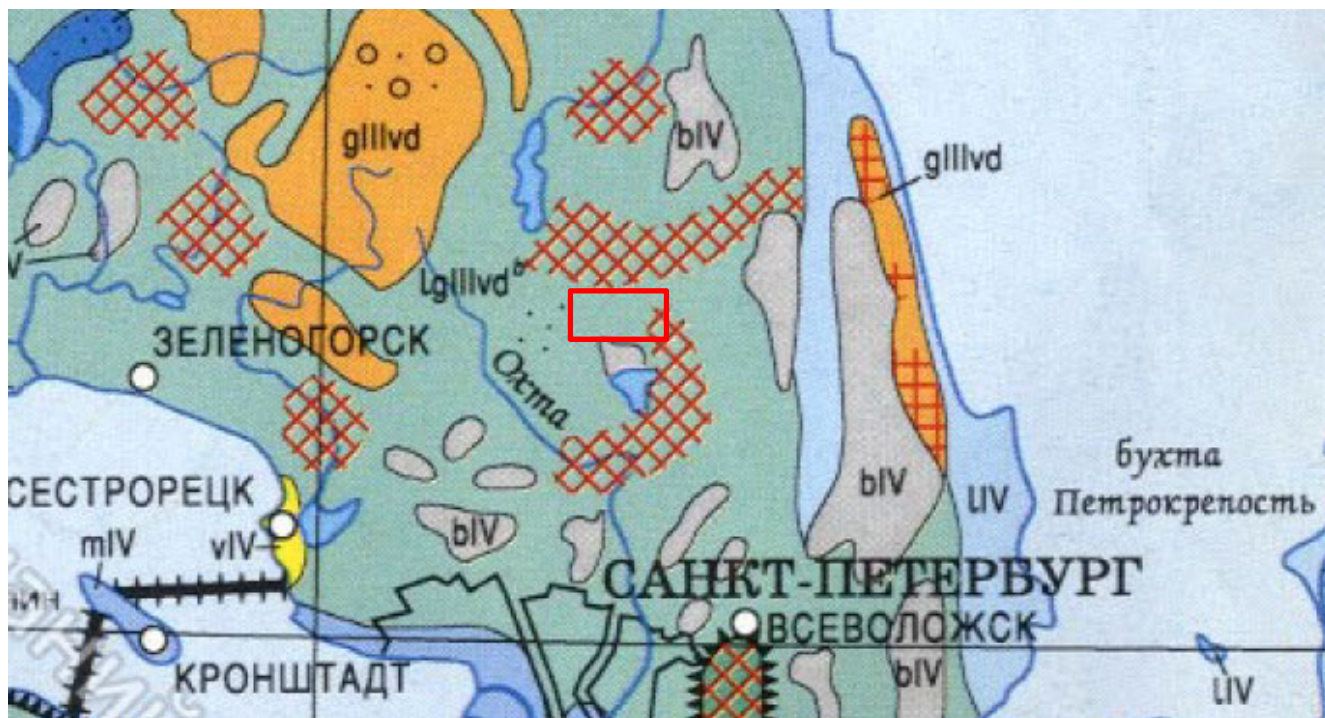 bIV
gIIIvd
gIIIvd
V
lgIIIvdᵇ
ЗЕЛЕНОГОРСК
Охта
бухта
Петрокрепость
СЕСТРОРЕЦК
bIV
lIV
mIV
vIV
bIV
САНКТ-ПЕТЕРБУРГ
ВСЕВОЛОЖСК
КРОНШТАДТ
bIV
lIV